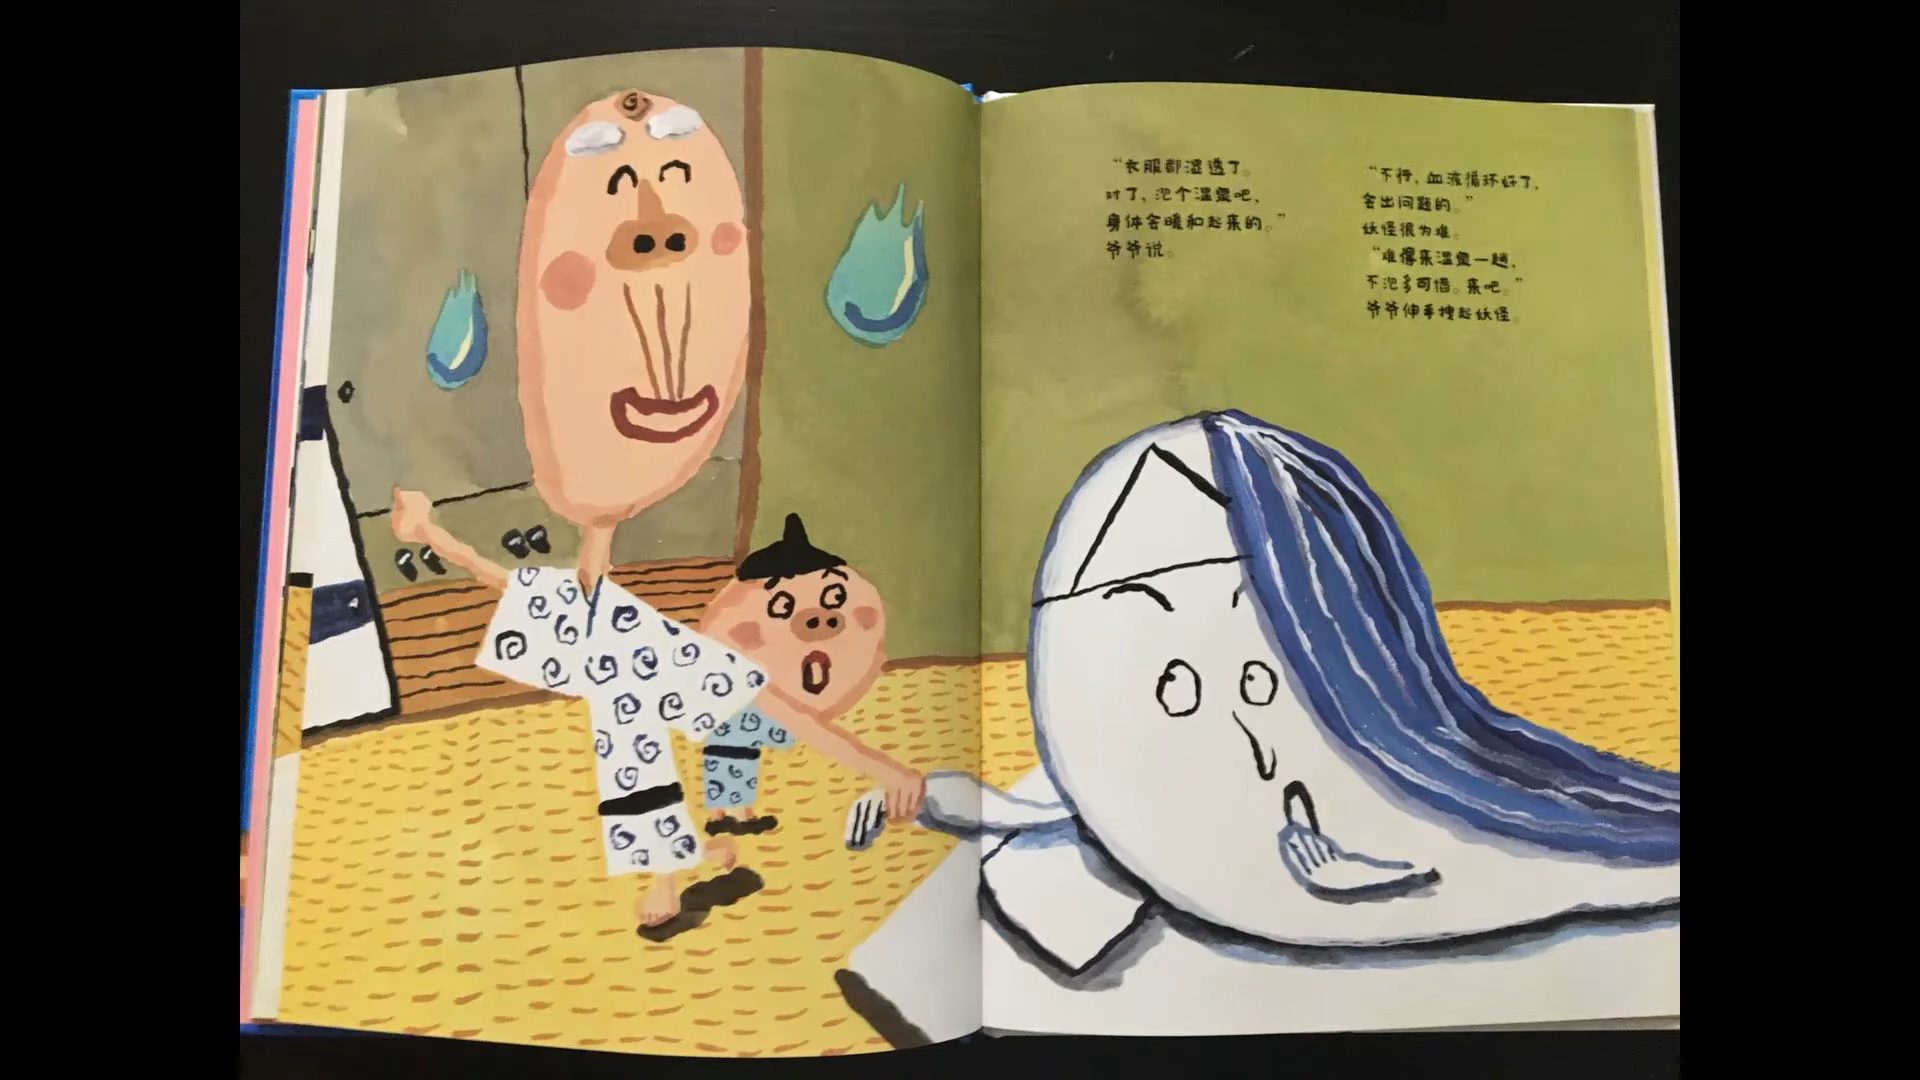 “衣服都湿透了。
对了，泡个温泉吧，
身体会暖和起来的。”
爷爷说。
“不行，血液循环好了，
会出问题的。”
妖怪很为难。
“难得来温泉一趟，
不泡多可惜。来吧。”
爷爷伸手拽起妖怪。